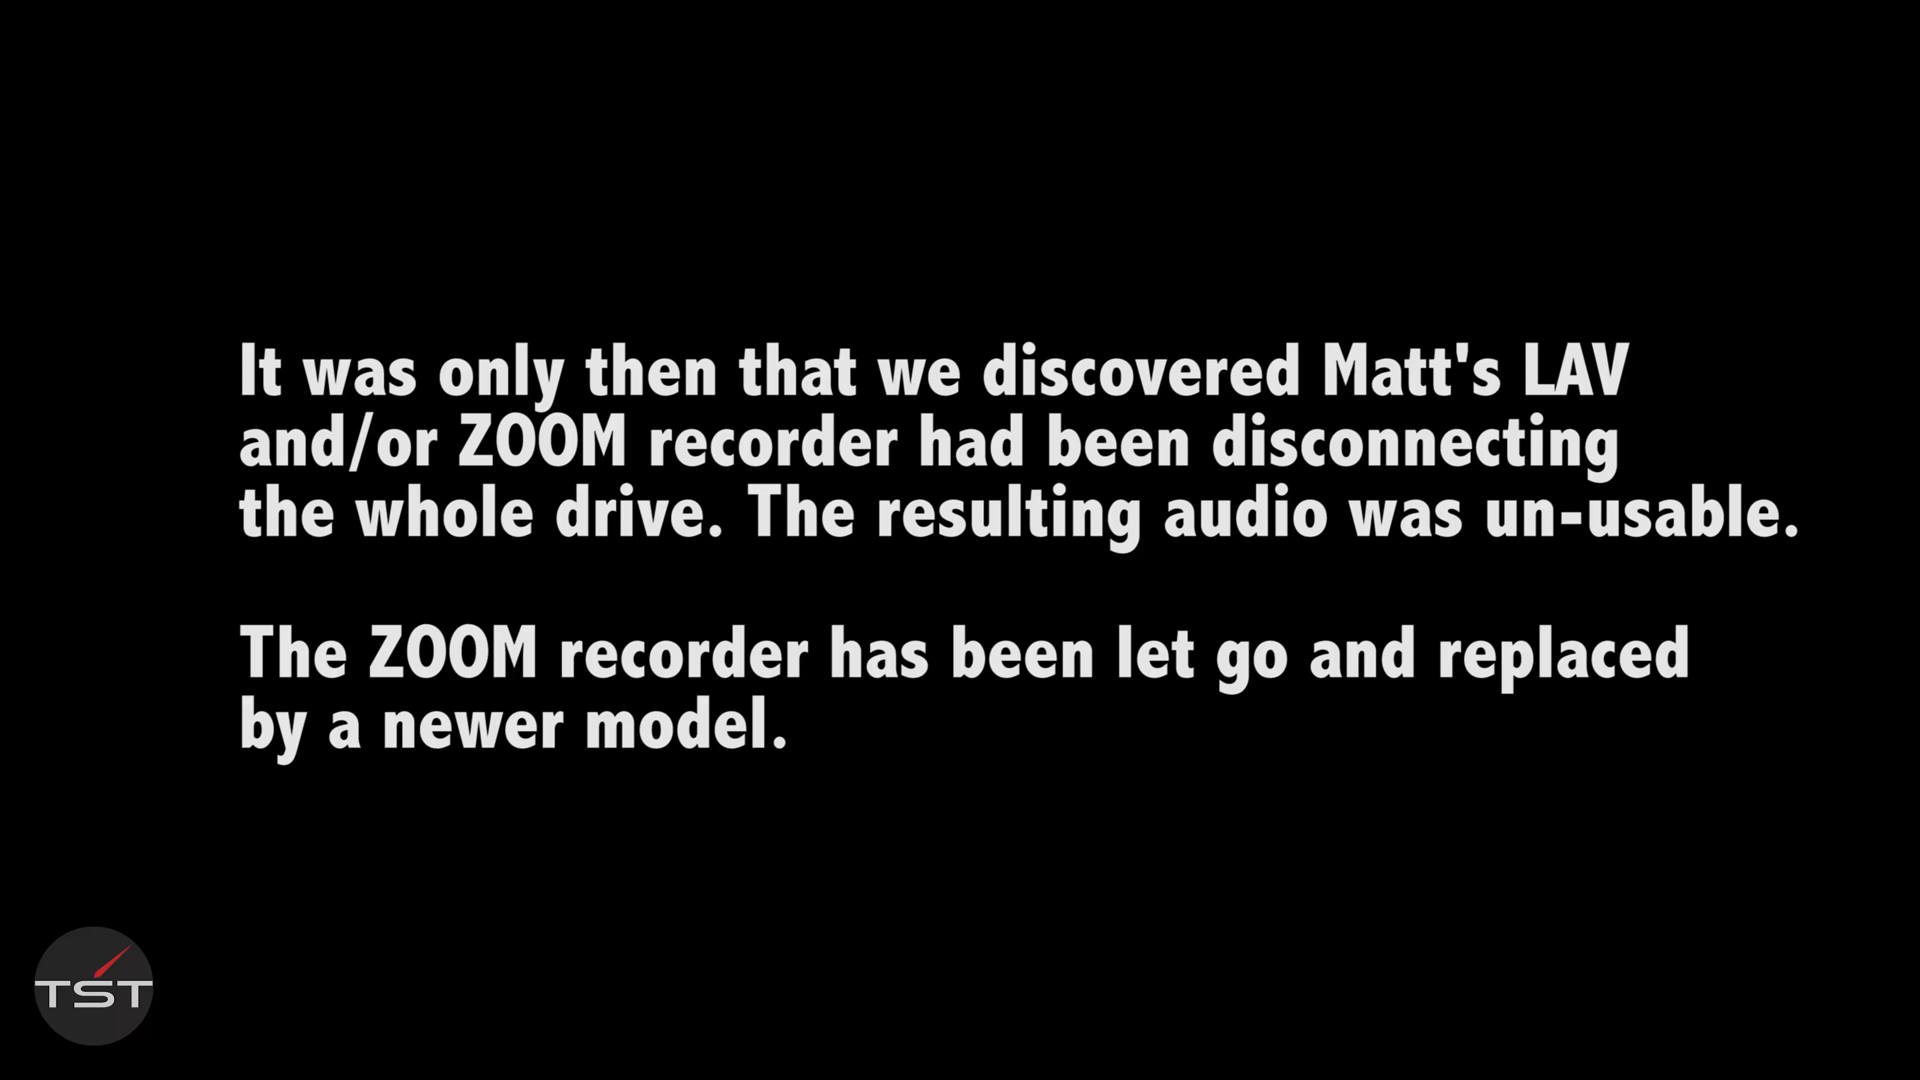 It was only then that we discovered Matt's LAV
and/or ZOOM recorder had been disconnecting
the whole drive. The resulting audio was un-usable.
The ZOOM recorder has been let go and replaced
by a newer model.
TST